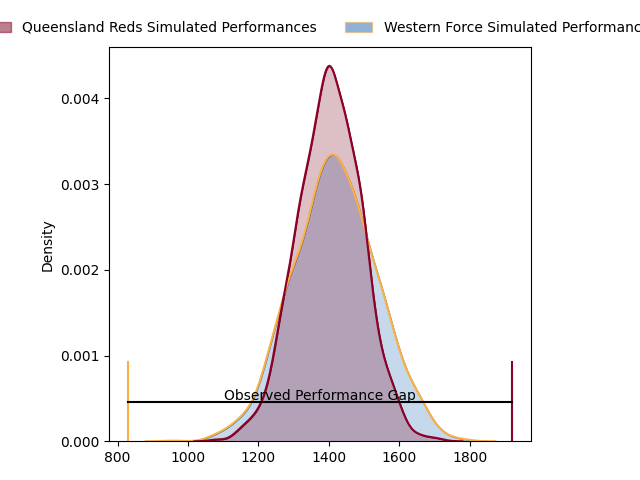 Queensland Reds Simulated Performances
Western Force Simulated
0.004
0.003
0.002
0.001
0.000
Density
Observed Performance Gap
800 1000 1200 1400 1600 1800